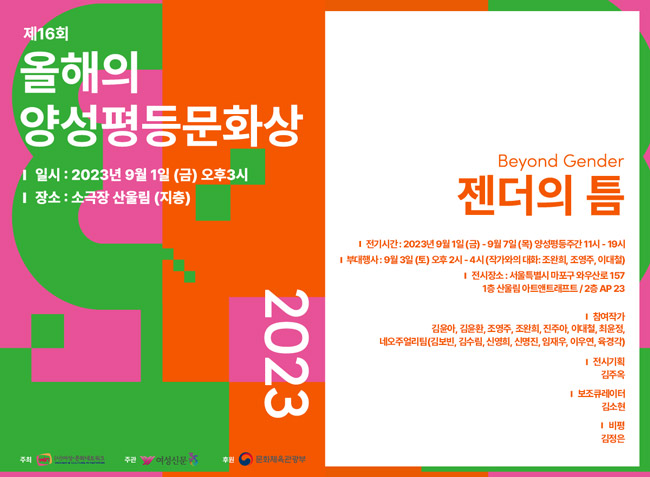 제16회
올해의
양성평등문화상
일시 : 2023년 9월 1일 (금) 오후3시
장소 : 소극장 산울림 (지층)
2023
주최
주관 여성신문
후원 문화체육관광부
Beyond Gender
젠더의 틈
전기기간 : 2023년 9월 1일 (금) - 9월 7일 (목) 양성평등주간 11시 - 19시
부대행사 : 9월 3일 (토) 오후 2시 - 4시 (작가와의 대화: 조완희, 조영주, 이대철)
전시장소 : 서울특별시 마포구 와우산로 157
1층 산울림 아트앤트래프트 / 2층 AP 23
참여작가
김윤아, 김윤환, 조영주, 조완희, 진주아, 이대철, 최윤정,
네오주얼리팀(김보빈, 김수림, 신영희, 신명진, 임재우, 이우연, 육경각)
전시기획
김주옥
보조큐레이터
김소현
비평
김정은